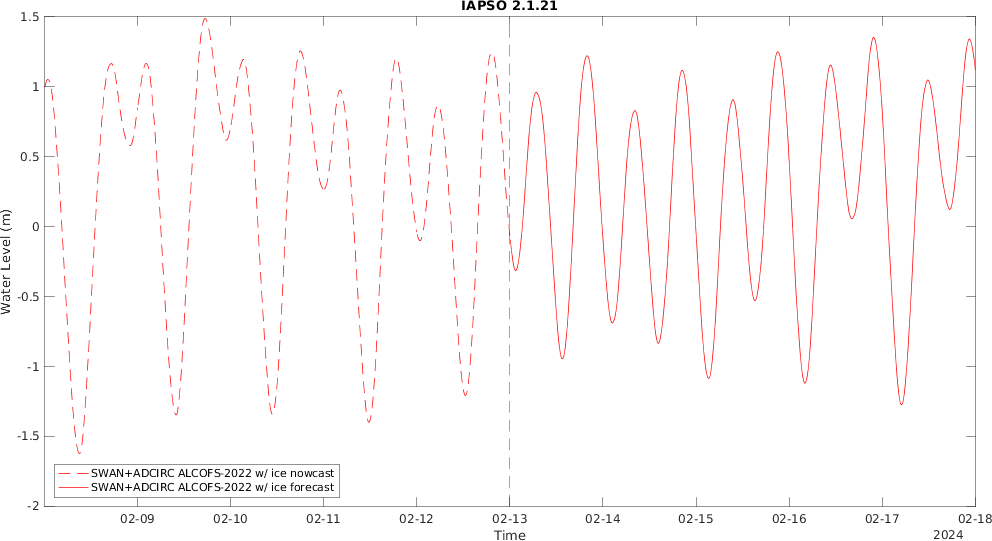 IAPSO 2.1.21
Water Level (m)
1.5
1
0.5
0
-0.5
-1
-1.5
-2
SWAN+ADCIRC ALCOFS-2022 w/ ice nowcast
SWAN+ADCIRC ALCOFS-2022 w/ ice forecast
02-09 02-10 02-11 02-12 02-13 02-14 02-15 02-16 02-17 02-18
Time
2024